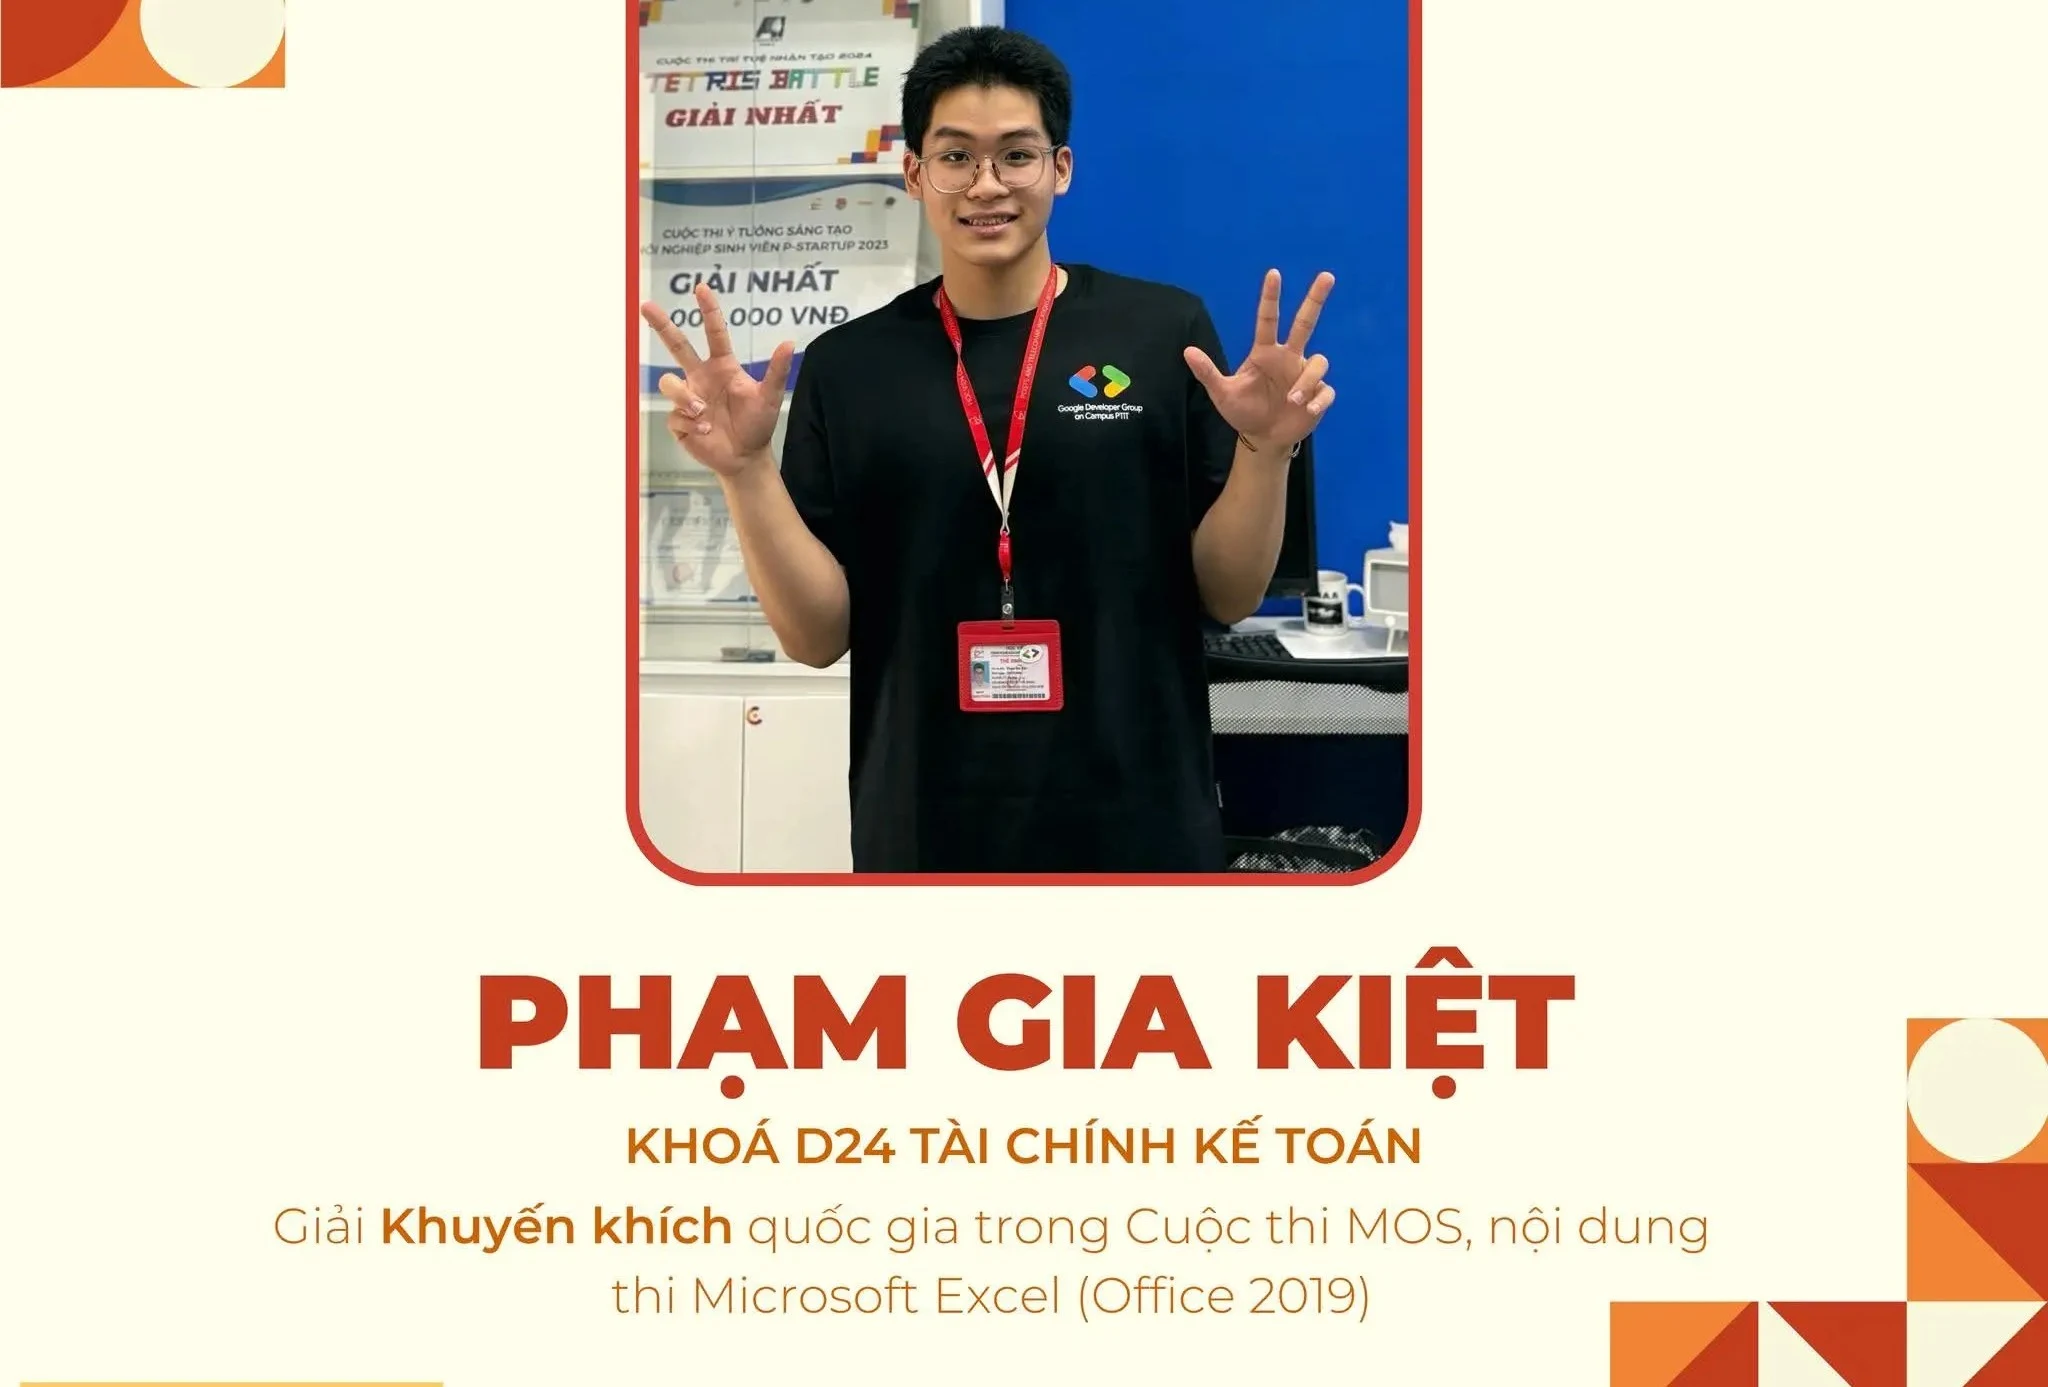 CUỘC THI TRÍ TUỆ NHÂN TẠO 2024
TETRIS BATTLE
GIẢI NHẤT
CUỘC THI Ý TƯỞNG SÁNG TẠO
NGHIỆP SINH VIÊN P-STARTUP 2023
GIẢI NHẤT
000 VNĐ
Google Developer Group
on Campus PTIT
PHẠM GIA KIỆT
KHOÁ D24 TÀI CHÍNH KẾ TOÁN
Giải Khuyến khích quốc gia trong Cuộc thi MOS, nội dung
thi Microsoft Excel (Office 2019)